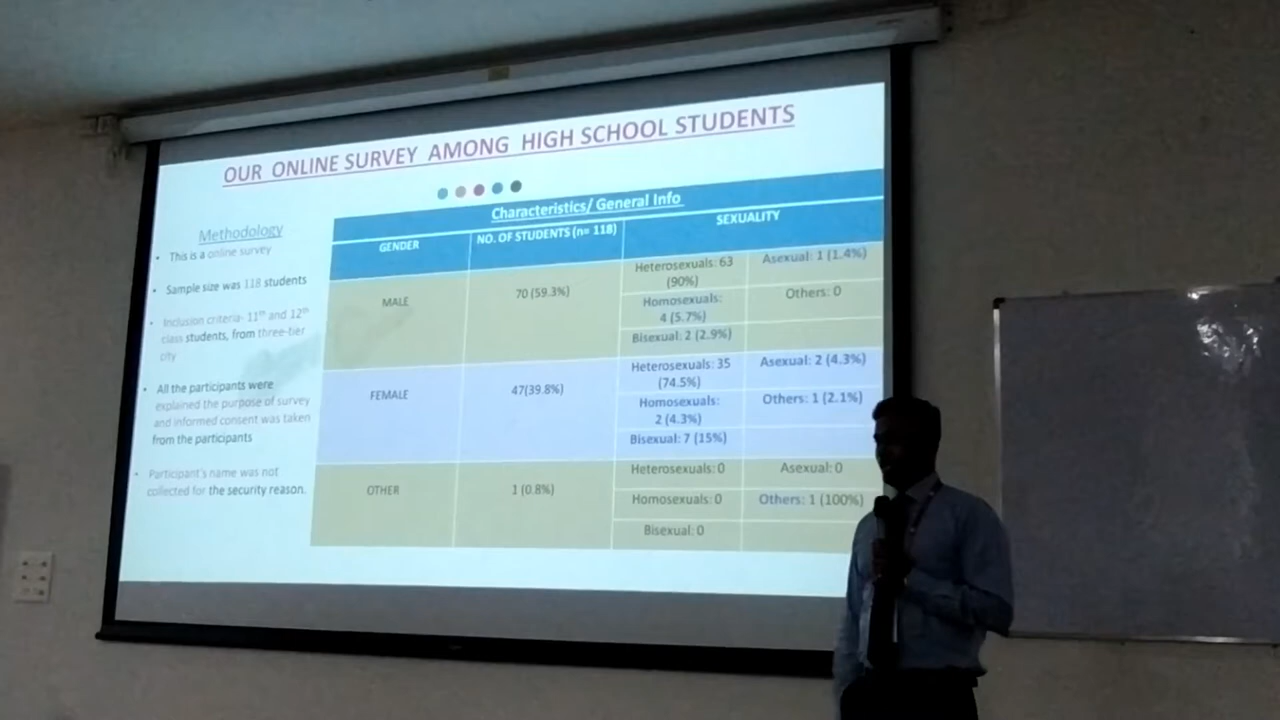 OUR ONLINE SURVEY AMONG HIGH SCHOOL STUDENTS
Methodology
• This is a online survey
• Sample size was 118 students
• Inclusion criteria- 11th and 12th
class students, from three-tier
city
• All the participants were
explained the purpose of survey
and informed consent was taken
from the participants
• Participant's name was not
collected for the security reason.
Characteristics/ General Info
GENDER
NO. OF STUDENTS (n= 118)
SEXUALITY
MALE
70 (59.3%)
Heterosexuals: 63
(90%)
Asexual: 1 (1.4%)
Homosexuals:
4 (5.7%)
Others: 0
Bisexual: 2 (2.9%)
FEMALE
47(39.8%)
Heterosexuals: 35
(74.5%)
Asexual: 2 (4.3%)
Homosexuals:
2 (4.3%)
Others: 1 (2.1%)
Bisexual: 7 (15%)
OTHER
1 (0.8%)
Heterosexuals: 0
Asexual: 0
Homosexuals: 0
Others: 1 (100%)
Bisexual: 0